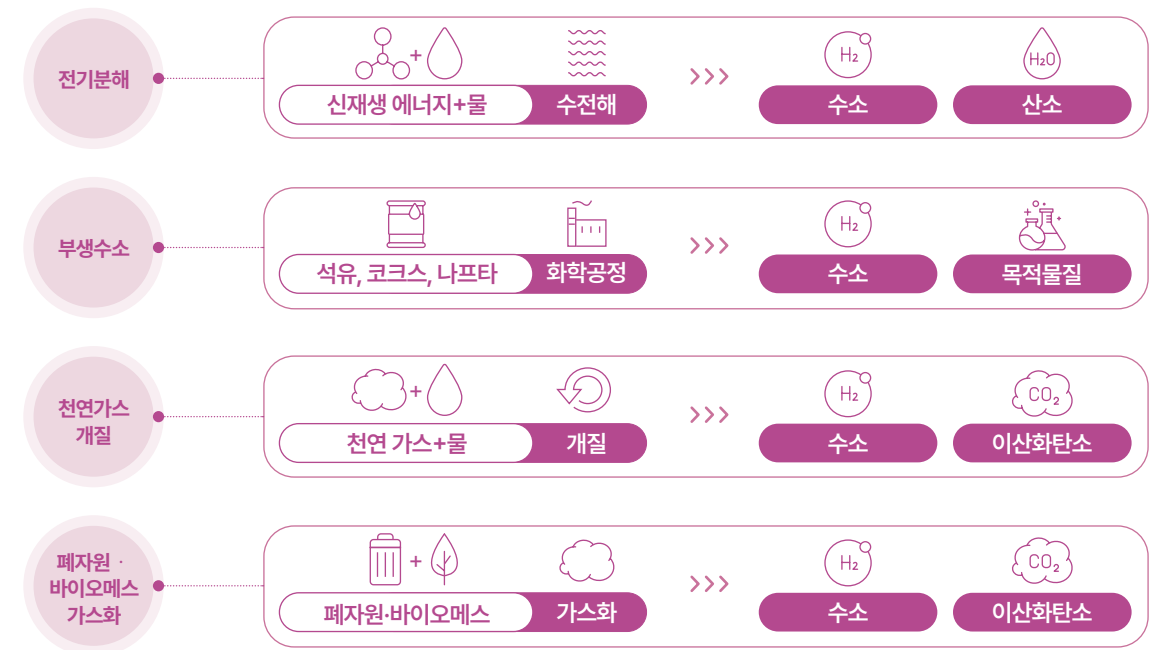 전기분해
H₂
H₂O
신재생 에너지+물 수전해 수소 산소
부생수소
H₂
석유, 코크스, 나프타 화학공정 수소 목적물질
천연가스
개질
H₂
CO₂
천연 가스+물 개질 수소 이산화탄소
폐자원 ·
바이오메스
가스화
H₂
CO₂
폐자원·바이오메스 가스화 수소 이산화탄소